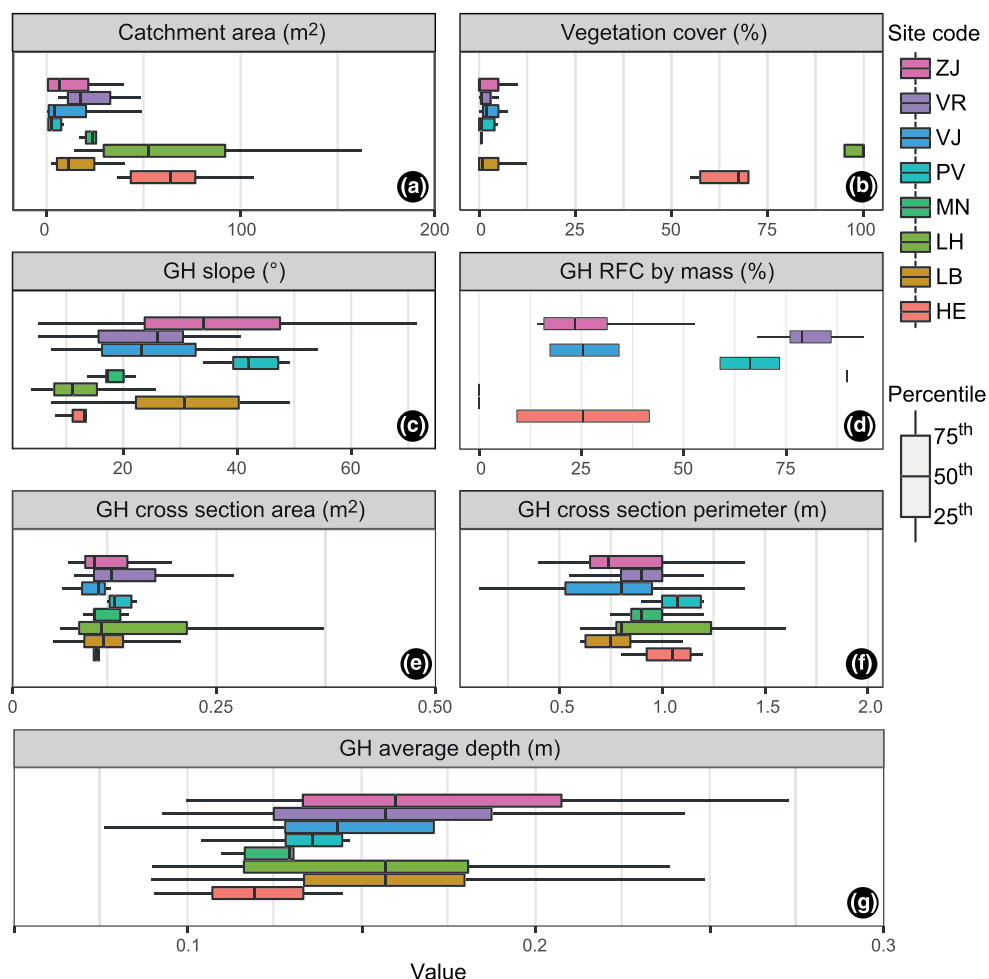 Catchment area (m2)
(a)
0 100 200
Vegetation cover (%)
(b)
0 25 50 75 100
GH slope (°)
(c)
20 40 60
GH RFC by mass (%)
(d)
0 25 50 75
GH cross section area (m2)
(e)
0 0.25 0.50
GH cross section perimeter (m)
(f)
0.5 1.0 1.5 2.0
GH average depth (m)
(g)
0.1 0.2 0.3
Value
Site code
ZJ
VR
VJ
PV
MN
LH
LB
HE
Percentile
75th
50th
25th